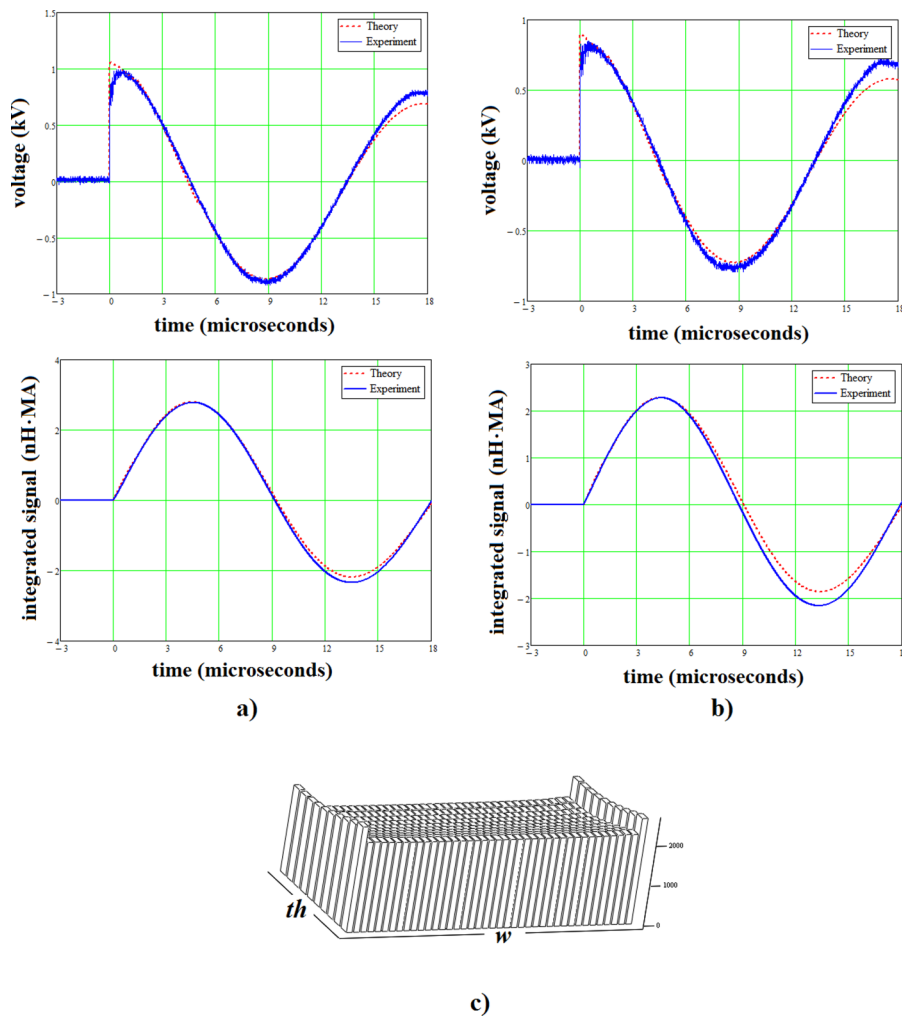 1.5
1
0.5
0
−0.5
−1
−3 0 3 6 9 12 15 18
voltage (kV)
time (microseconds)
Theory
Experiment
1
0.5
0
−0.5
−1
−3 0 3 6 9 12 15 18
voltage (kV)
time (microseconds)
Theory
Experiment
4
2
0
−2
−4
−3 0 3 6 9 12 15 18
integrated signal (nH·MA)
time (microseconds)
Theory
Experiment
a)
3
2
1
0
−1
−2
−3
−3 0 3 6 9 12 15 18
integrated signal (nH·MA)
time (microseconds)
Theory
Experiment
b)
2000
1000
0
th
w
c)